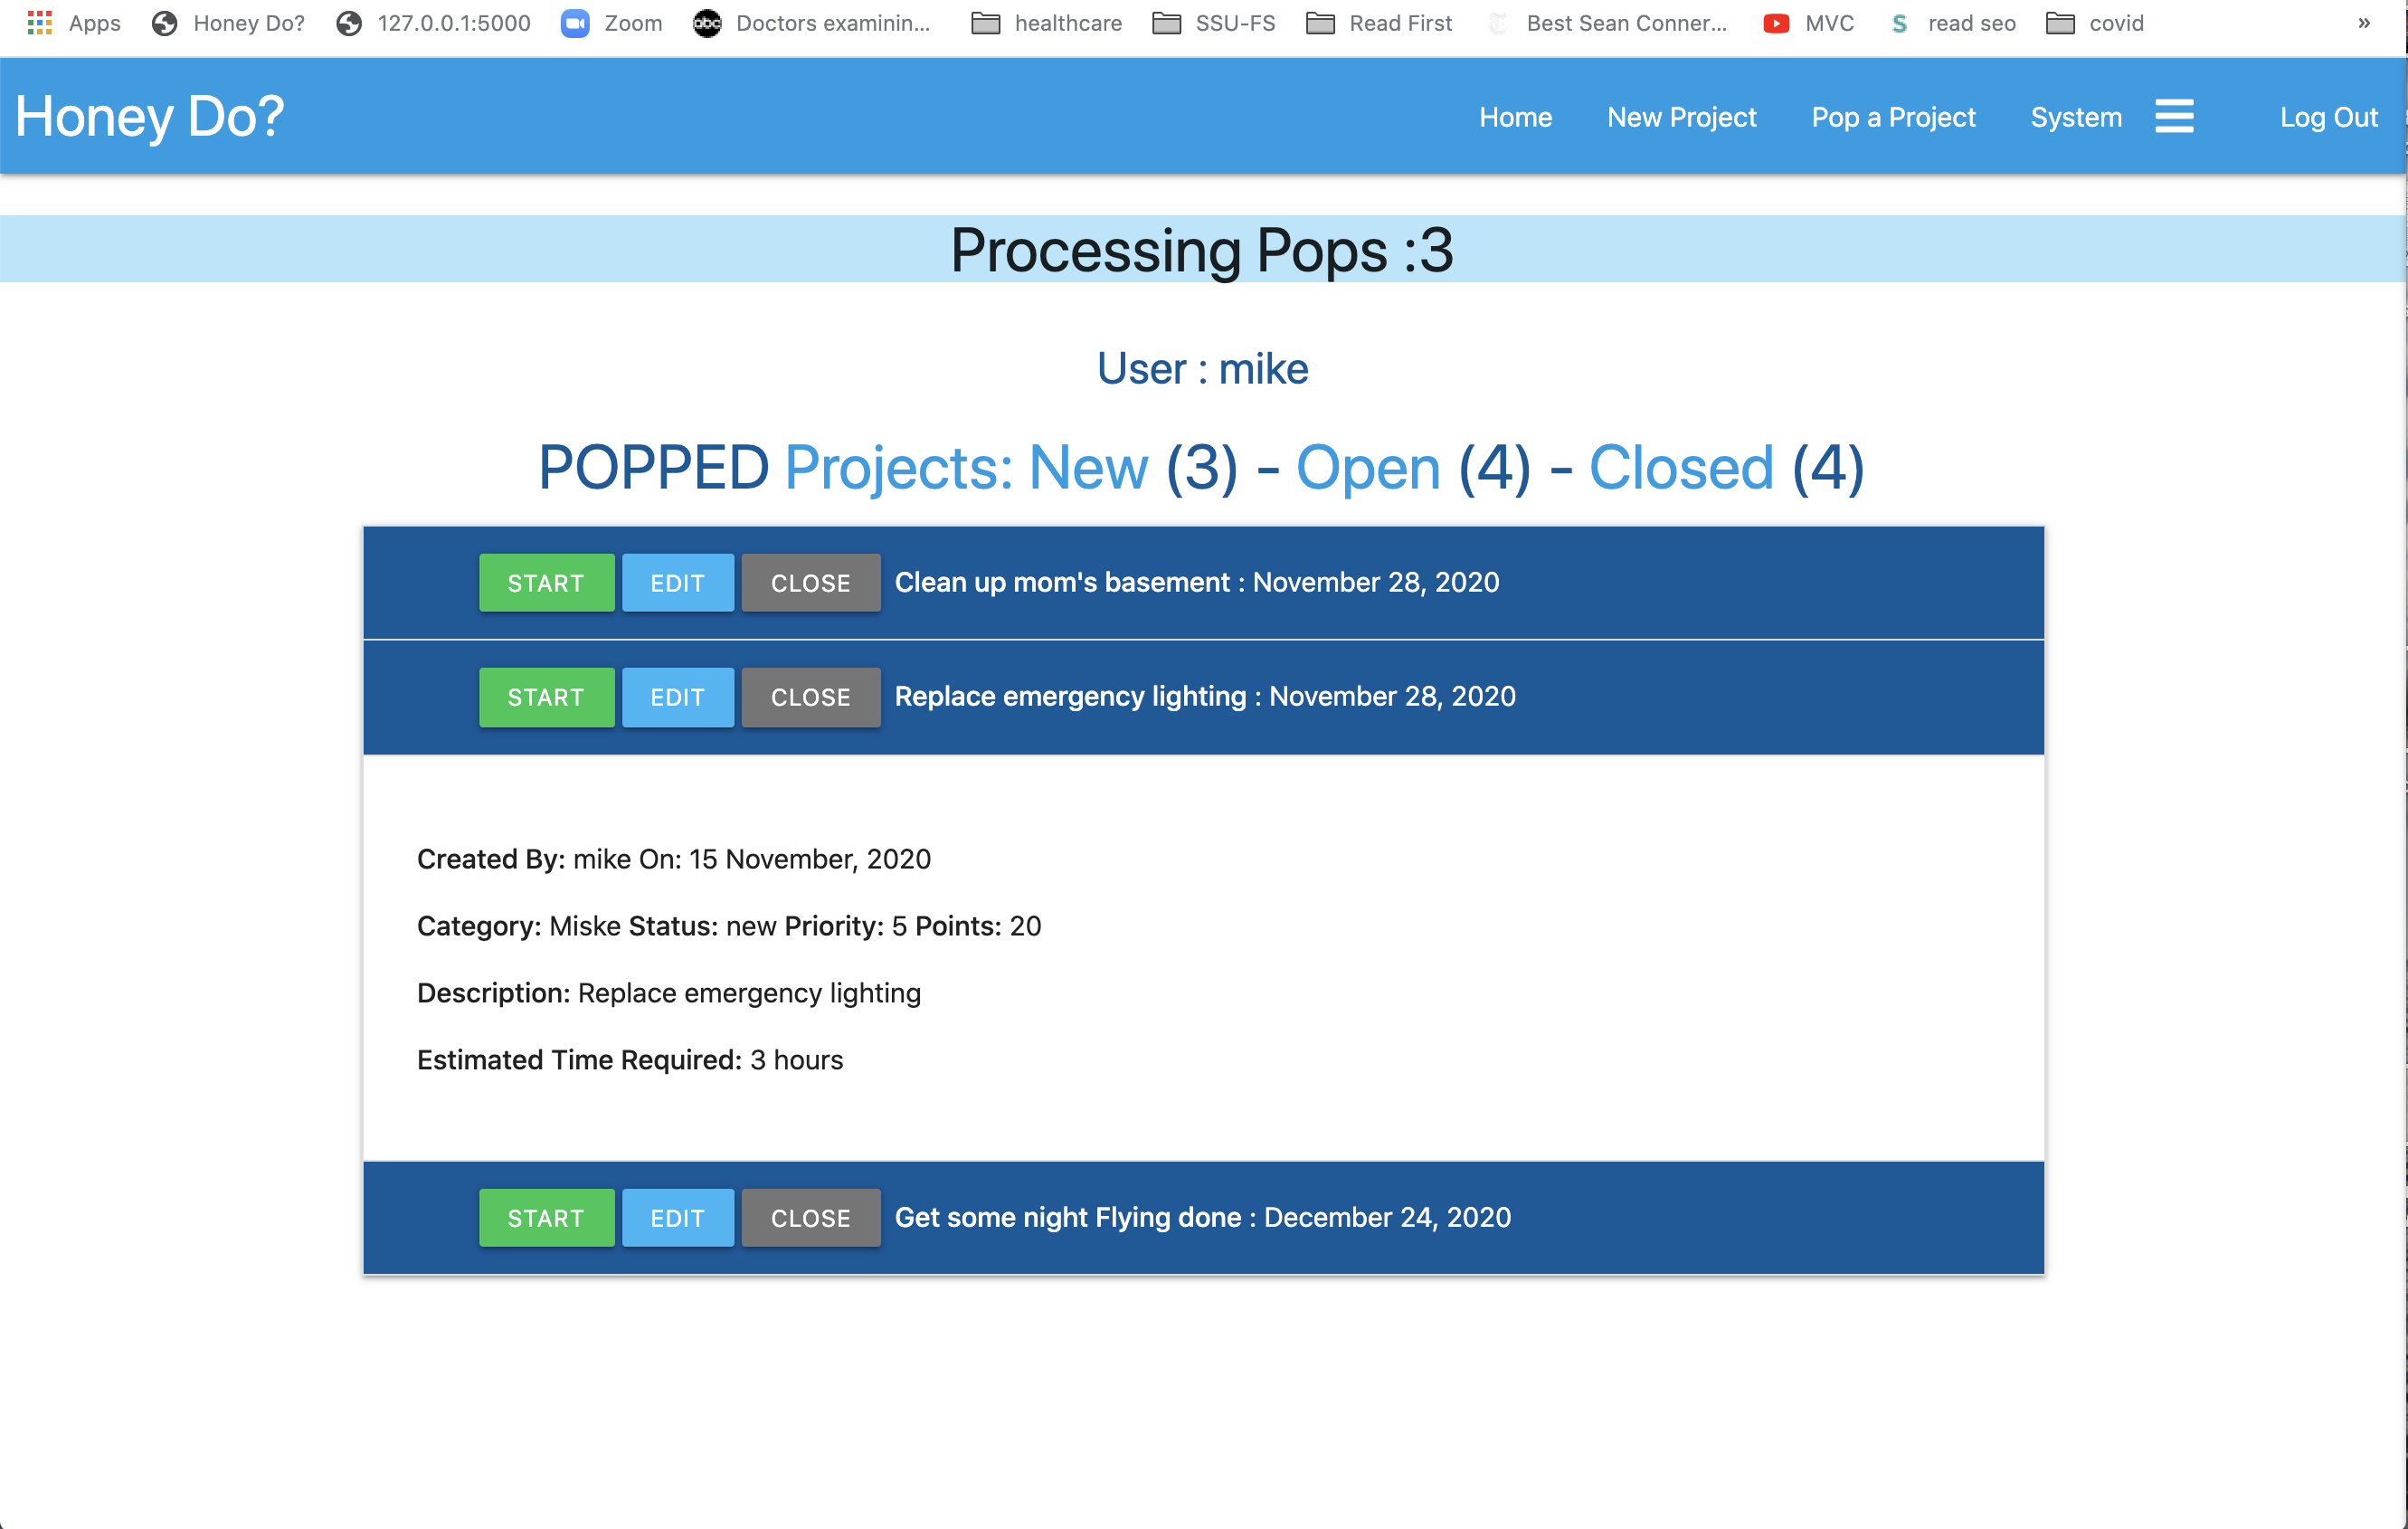 Apps Honey Do? 127.0.0.1:5000 Zoom abc Doctors examinin... healthcare SSU-FS Read First Best Sean Conner... MVC S read seo covid »
Honey Do? Home New Project Pop a Project System Log Out
Processing Pops :3
User : mike
POPPED Projects: New (3) - Open (4) - Closed (4)
START EDIT CLOSE Clean up mom's basement : November 28, 2020
START EDIT CLOSE Replace emergency lighting : November 28, 2020
Created By: mike On: 15 November, 2020
Category: Miske Status: new Priority: 5 Points: 20
Description: Replace emergency lighting
Estimated Time Required: 3 hours
START EDIT CLOSE Get some night Flying done : December 24, 2020